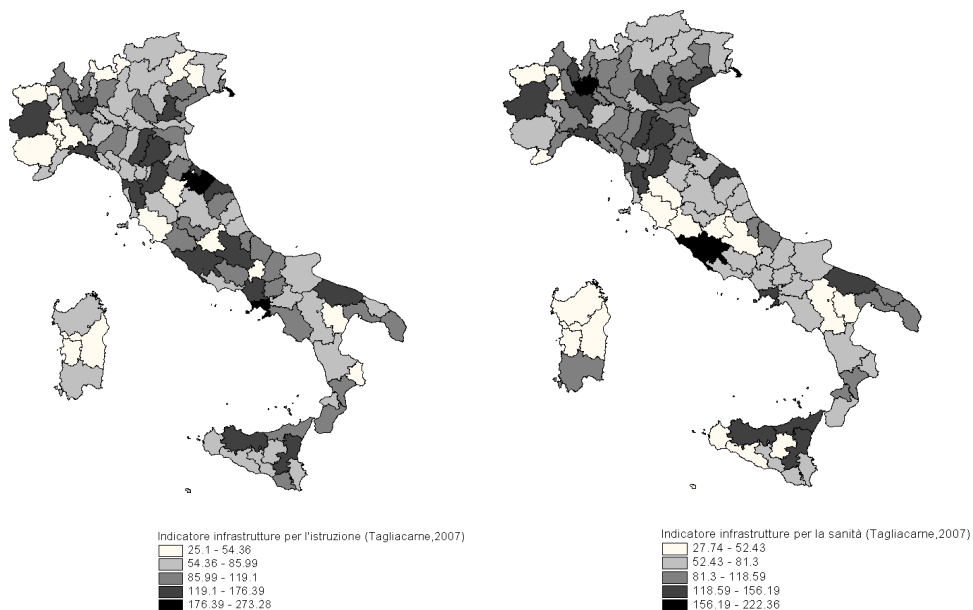 Indicatore infrastrutture per l'istruzione (Tagliacarne,2007)
25.1 - 54.36
54.36 - 85.99
85.99 - 119.1
119.1 - 176.39
176.39 - 273.28
Indicatore infrastrutture per la sanità (Tagliacarne,2007)
27.74 - 52.43
52.43 - 81.3
81.3 - 118.59
118.59 - 156.19
156.19 - 222.36